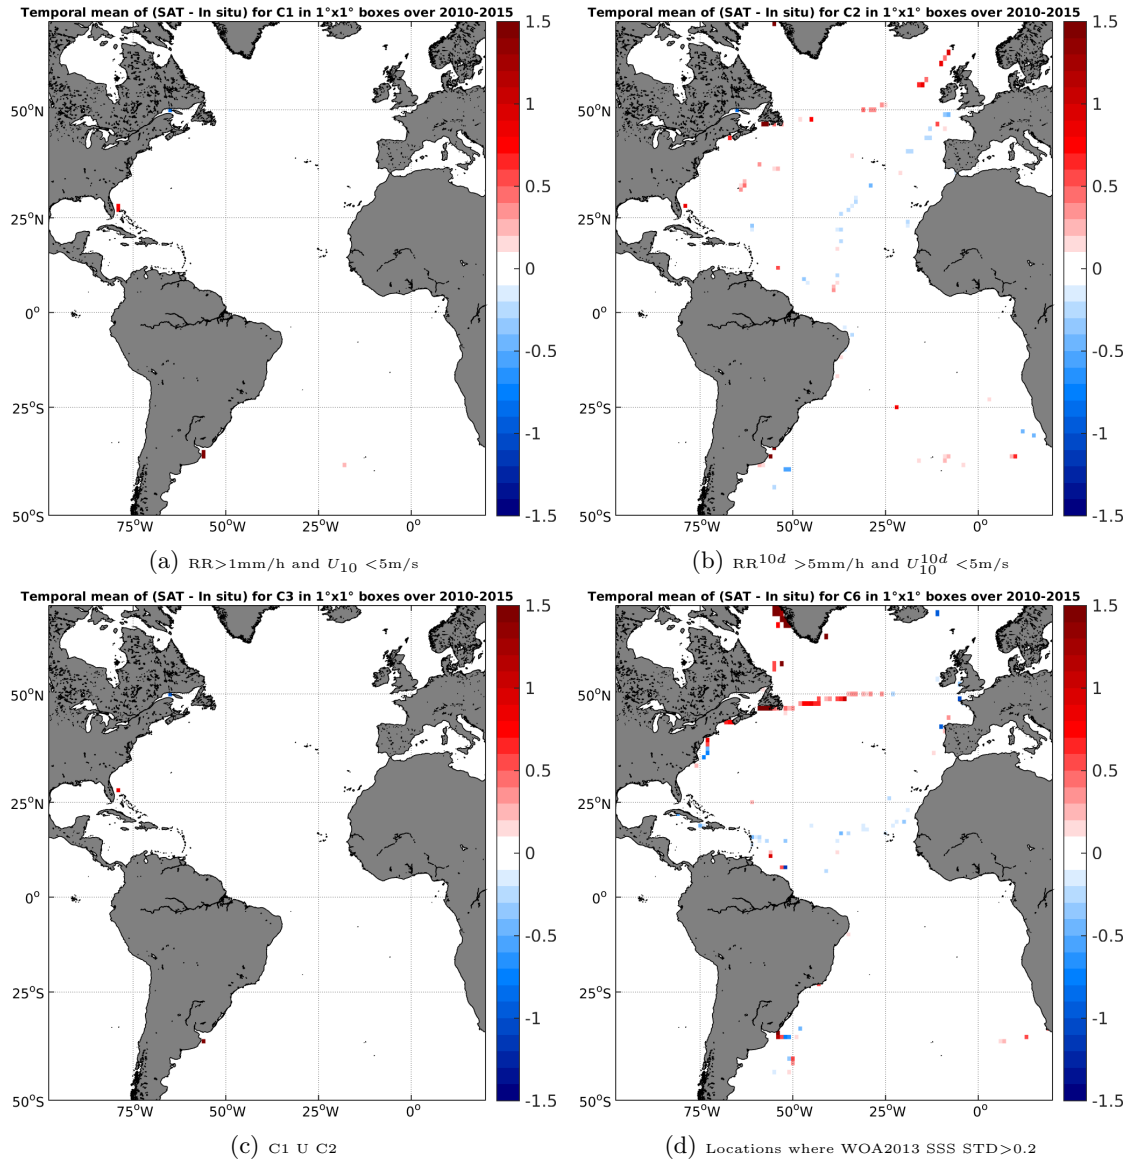 Temporal mean of (SAT - In situ) for C1 in 1°x1° boxes over 2010-2015
50°N
25°N
0°
25°S
50°S
75°W
50°W
25°W
0°
1.5
1
0.5
0
-0.5
-1
-1.5
(a) RR>1mm/h and U10 <5m/s
Temporal mean of (SAT - In situ) for C2 in 1°x1° boxes over 2010-2015
50°N
25°N
0°
25°S
50°S
75°W
50°W
25°W
0°
1.5
1
0.5
0
-0.5
-1
-1.5
(b) RR^10d >5mm/h and U10^10d <5m/s
Temporal mean of (SAT - In situ) for C3 in 1°x1° boxes over 2010-2015
50°N
25°N
0°
25°S
50°S
75°W
50°W
25°W
0°
1.5
1
0.5
0
-0.5
-1
-1.5
(c) C1 U C2
Temporal mean of (SAT - In situ) for C6 in 1°x1° boxes over 2010-2015
50°N
25°N
0°
25°S
50°S
75°W
50°W
25°W
0°
1.5
1
0.5
0
-0.5
-1
-1.5
(d) Locations where WOA2013 SSS STD>0.2